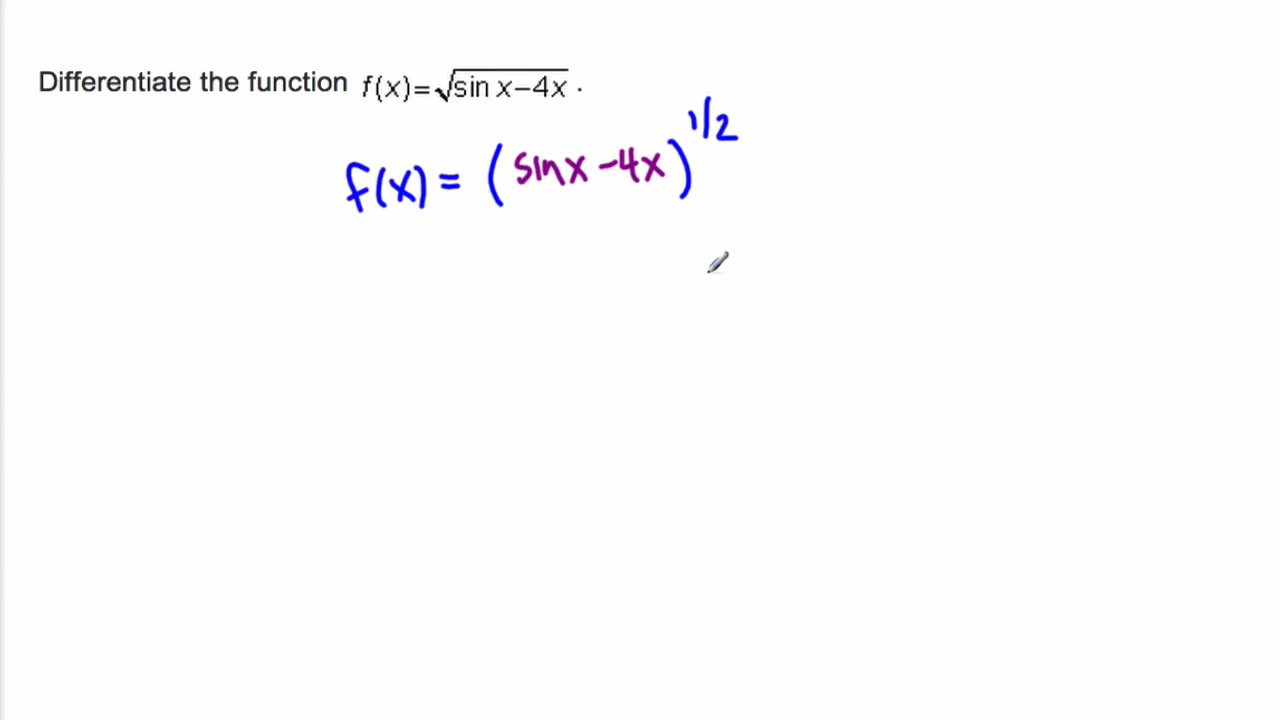 Differentiate the function f(x)=√sin x−4x .
f(x) = (sinx −4x)^1/2